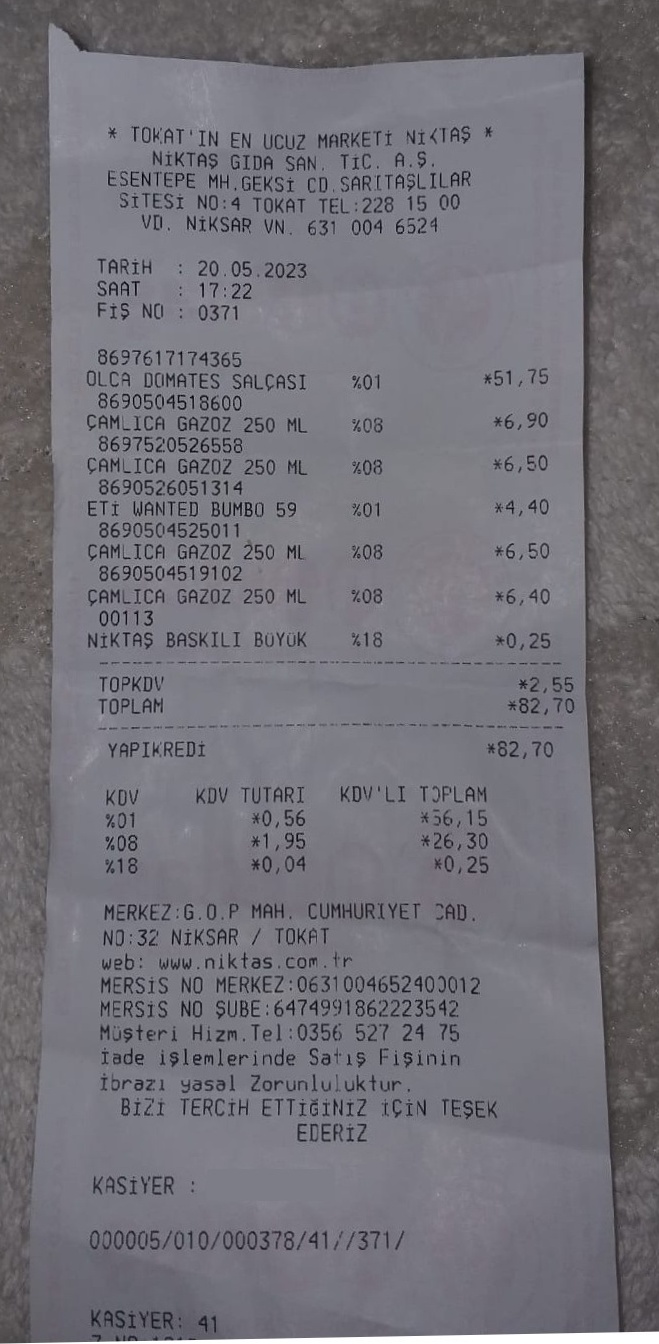 * TOKAT'IN EN UCUZ MARKETİ NİKTAŞ *
NİKTAŞ GIDA SAN. TİC. A.Ş.
ESENTEPE MH.GEKSİ CD.SARITAŞLILAR
SİTESİ NO:4 TOKAT TEL:228 15 00
VD. NİKSAR VN. 631 004 6524
TARİH : 20.05.2023
SAAT : 17:22
FİŞ NO : 0371
8697617174365
OLCA DOMATES SALÇASI %01 *51,75
8690504518600
ÇAMLICA GAZOZ 250 ML %08 *6,90
8697520526558
ÇAMLICA GAZOZ 250 ML %08 *6,50
8690526051314
ETİ WANTED BUMBO 59 %01 *4,40
8690504525011
ÇAMLICA GAZOZ 250 ML %08 *6,50
8690504519102
ÇAMLICA GAZOZ 250 ML %08 *6,40
00113
NİKTAŞ BASKILI BÜYÜK %18 *0,25
TOPKDV *2,55
TOPLAM *82,70
YAPIKREDİ *82,70
KDV KDV TUTARI KDV'LI TOPLAM
%01 *0,56 *56,15
%08 *1,95 *26,30
%18 *0,04 *0,25
MERKEZ:G.O.P MAH. CUMHURIYET CAD.
NO:32 NİKSAR / TOKAT
web: www.niktas.com.tr
MERSİS NO MERKEZ:0631004652400012
MERSİS NO ŞUBE:6474991862223542
Müşteri Hizm.Tel:0356 527 24 75
İade işlemlerinde Satış Fişinin
İbrazı yasal Zorunluluktur.
BİZİ TERCİH ETTİĞİNİZ İÇİN TEŞEK
EDERİZ
KASİYER :
000005/010/000378/41//371/
KASİYER: 41